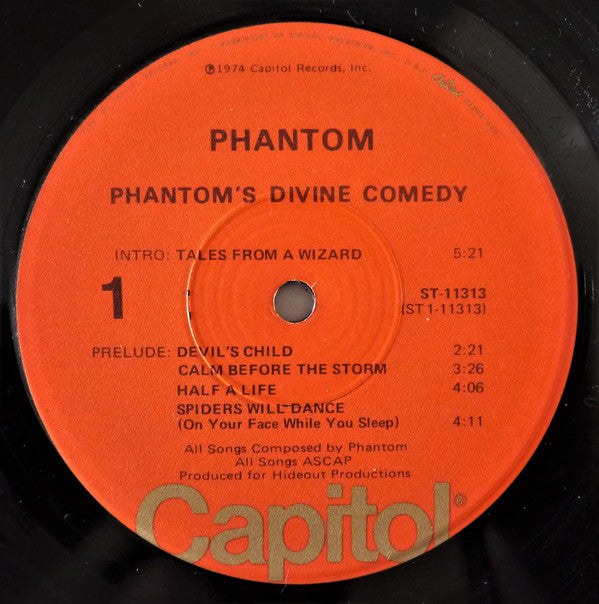 ℗1974 Capitol Records, Inc.
PHANTOM
PHANTOM'S DIVINE COMEDY
INTRO: TALES FROM A WIZARD 5:21
1
ST-11313
(ST 1-11313)
PRELUDE: DEVIL'S CHILD 2:21
CALM BEFORE THE STORM 3:26
HALF A LIFE 4:06
SPIDERS WILL DANCE
(On Your Face While You Sleep) 4:11
All Songs Composed by Phantom
All Songs ASCAP
Produced for Hideout Productions
Capitol®